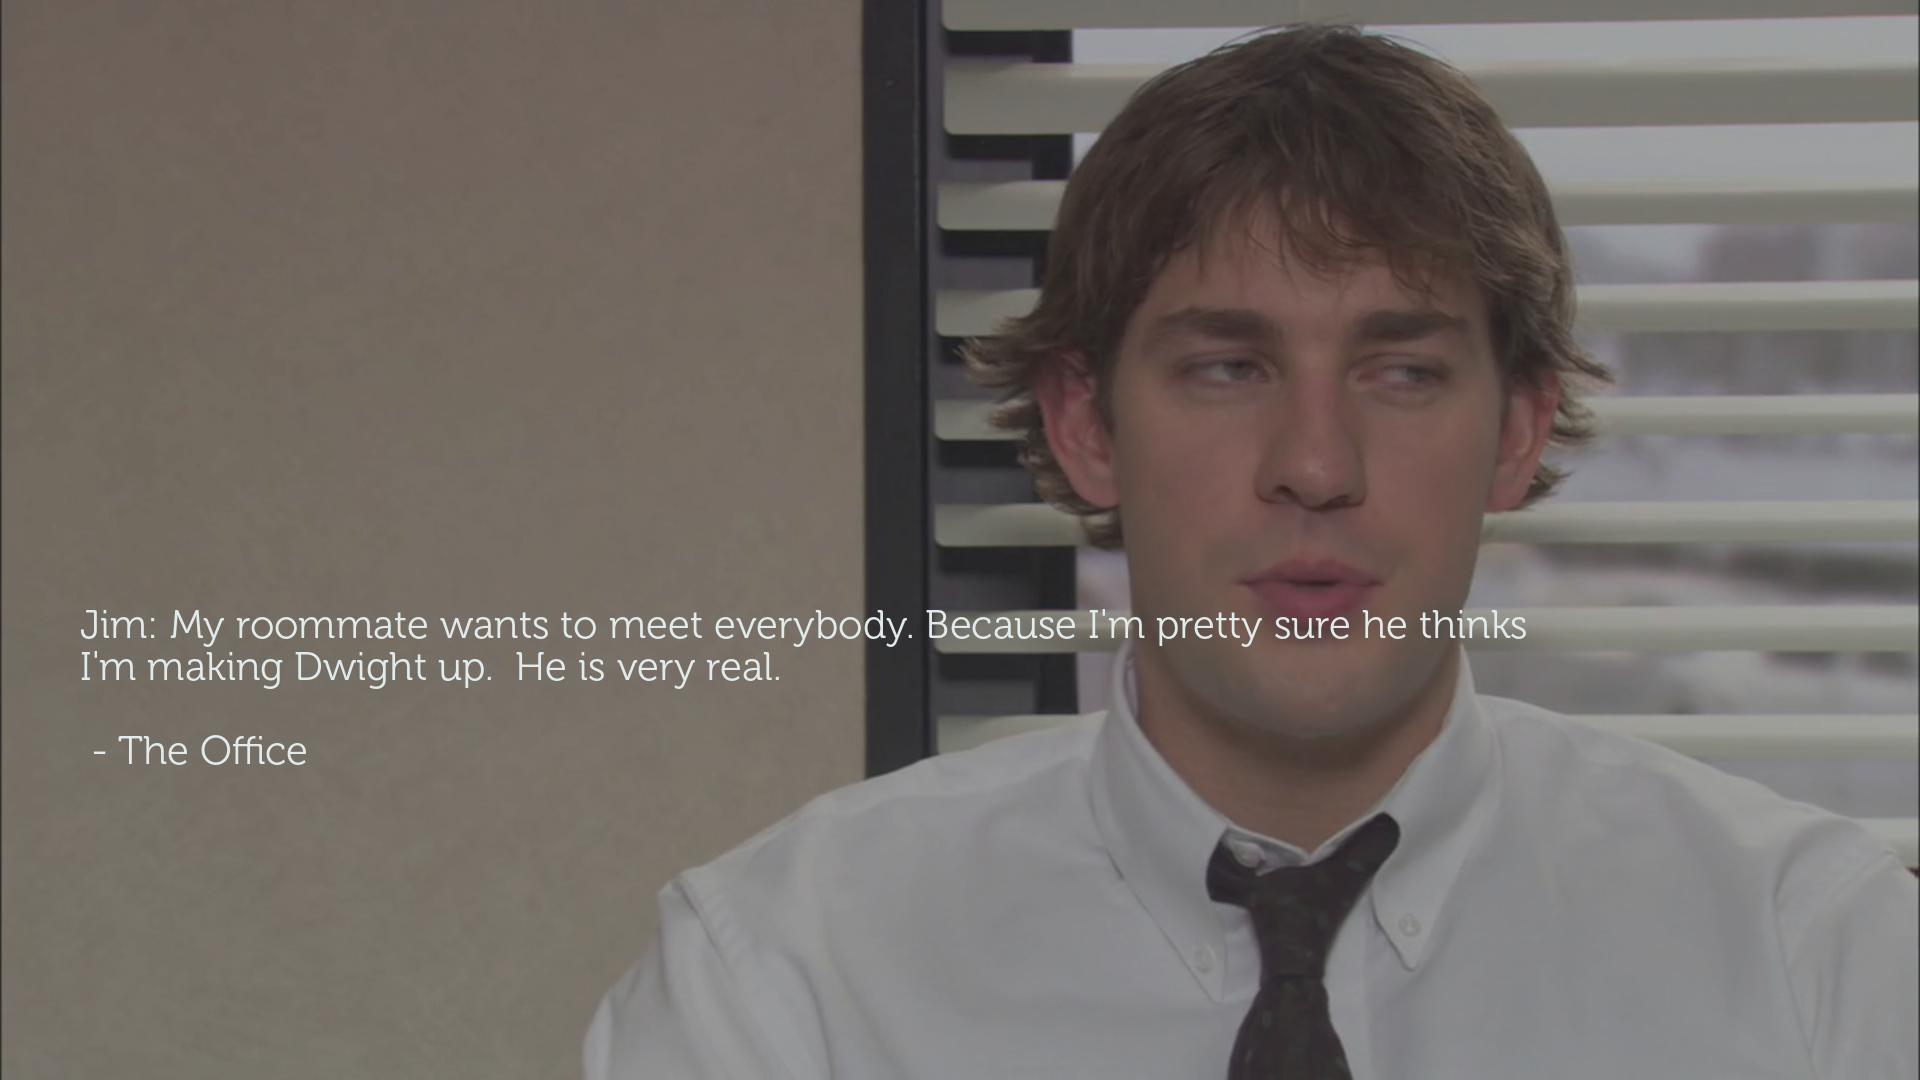 Jim: My roommate wants to meet everybody. Because I'm pretty sure he thinks
I'm making Dwight up.  He is very real.
- The Office